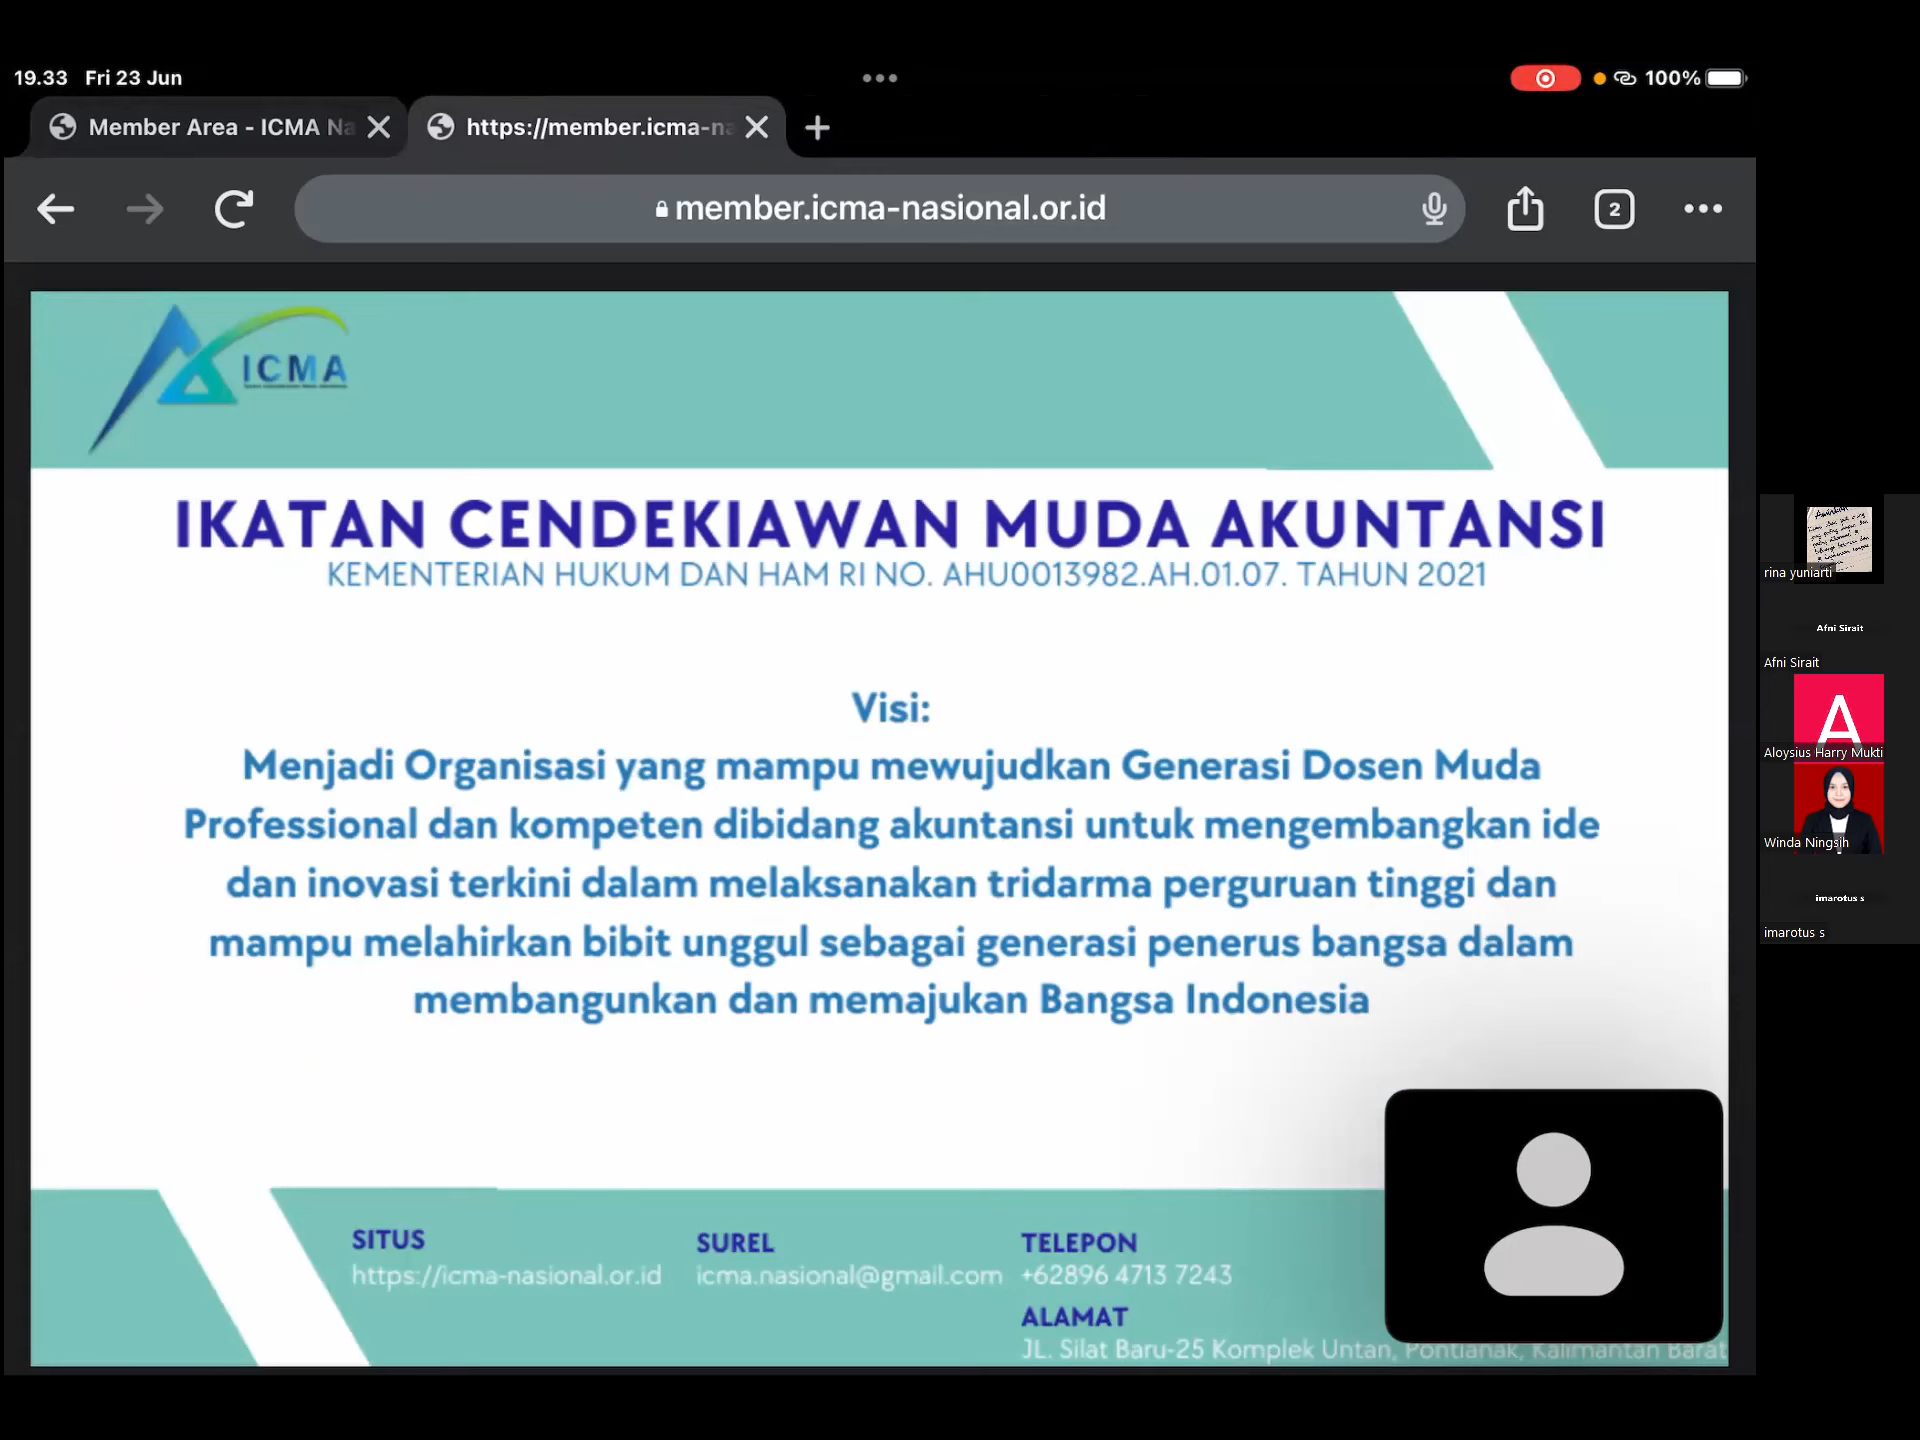 19.33 Fri 23 Jun
100%
Member Area - ICMA Na
https://member.icma-na
member.icma-nasional.or.id
2
ICMA
IKATAN CENDEKIAWAN MUDA AKUNTANSI
KEMENTERIAN HUKUM DAN HAM RI NO. AHU0013982.AH.01.07. TAHUN 2021
Visi:
Menjadi Organisasi yang mampu mewujudkan Generasi Dosen Muda
Professional dan kompeten dibidang akuntansi untuk mengembangkan ide
dan inovasi terkini dalam melaksanakan tridarma perguruan tinggi dan
mampu melahirkan bibit unggul sebagai generasi penerus bangsa dalam
membangunkan dan memajukan Bangsa Indonesia
SITUS
https://icma-nasional.or.id
SUREL
icma.nasional@gmail.com
TELEPON
+62896 4713 7243
ALAMAT
JL. Silat Baru-25 Komplek Untan, Pontianak, Kalimantan Barat
rina yuniarti
Afni Sirait
Afni Sirait
A
Aloysius Harry Mukti
Winda Ningsih
imarotus s
imarotus s